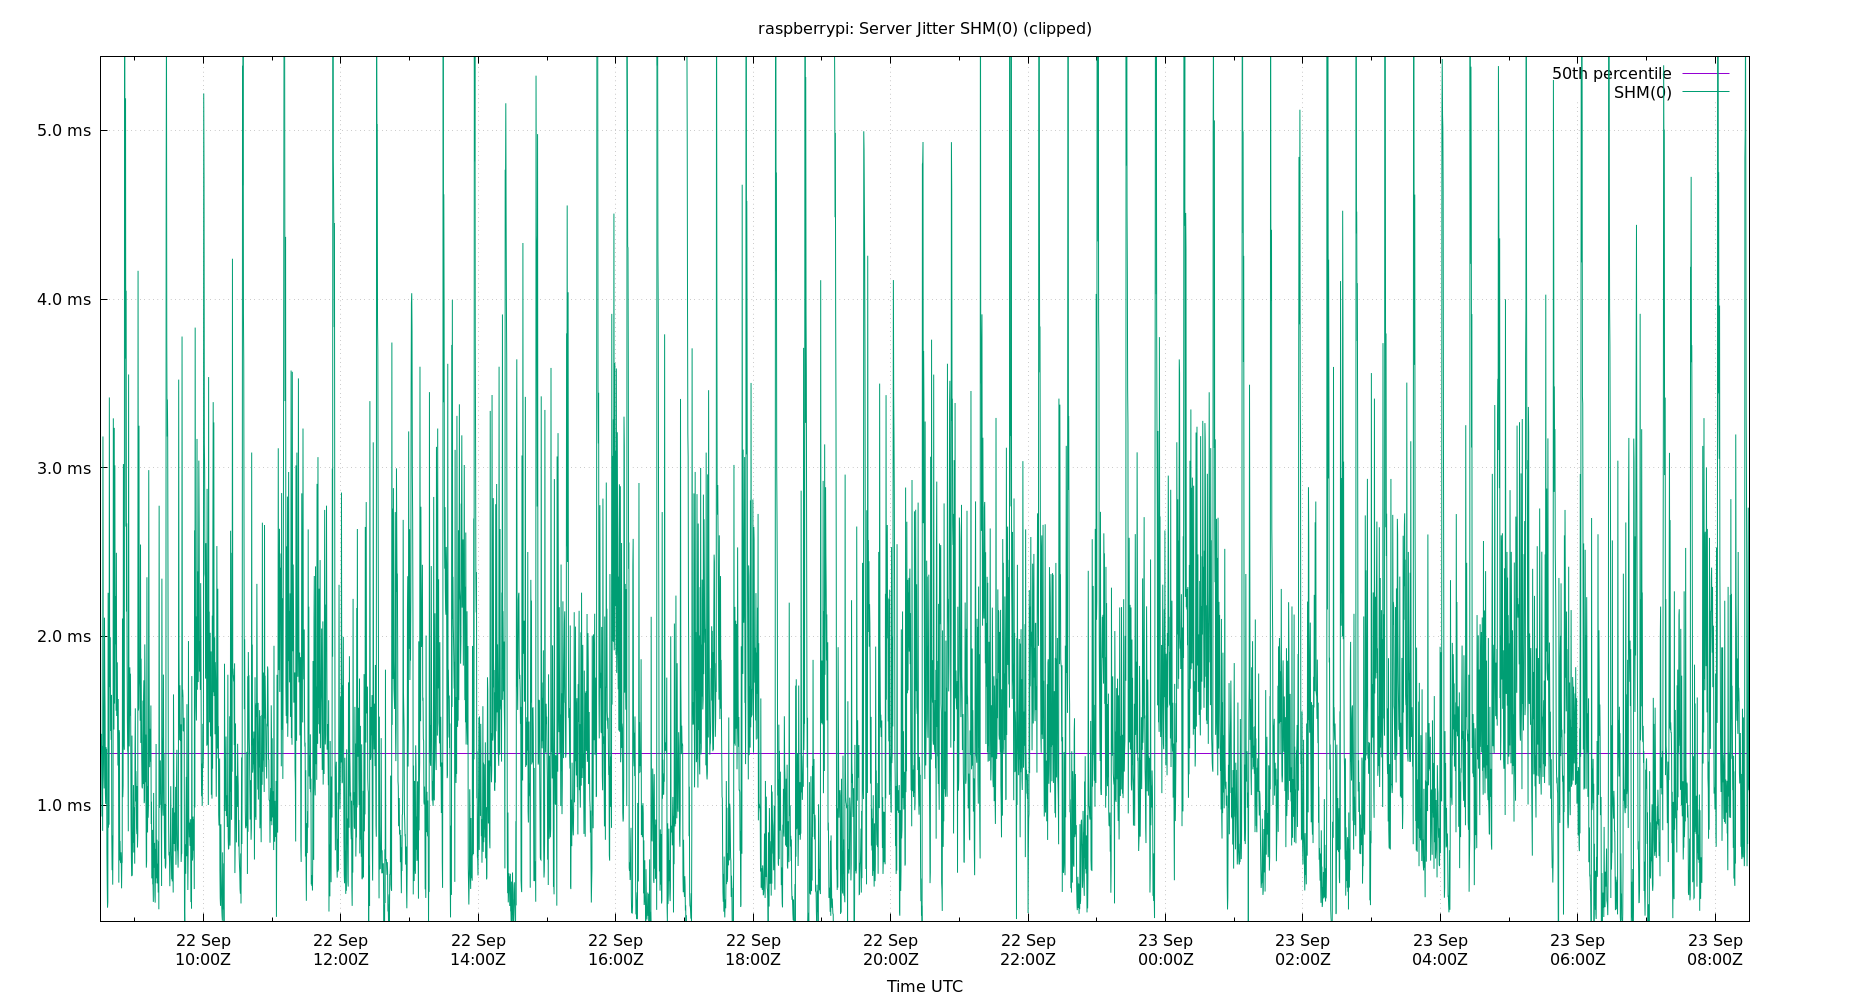 raspberrypi: Server Jitter SHM(0) (clipped)
50th percentile
SHM(0)
5.0 ms
4.0 ms
3.0 ms
2.0 ms
1.0 ms
22 Sep 22 Sep 22 Sep 22 Sep 22 Sep 22 Sep 22 Sep 23 Sep 23 Sep 23 Sep 23 Sep 23 Sep
10:00Z 12:00Z 14:00Z 16:00Z 18:00Z 20:00Z 22:00Z 00:00Z 02:00Z 04:00Z 06:00Z 08:00Z
Time UTC